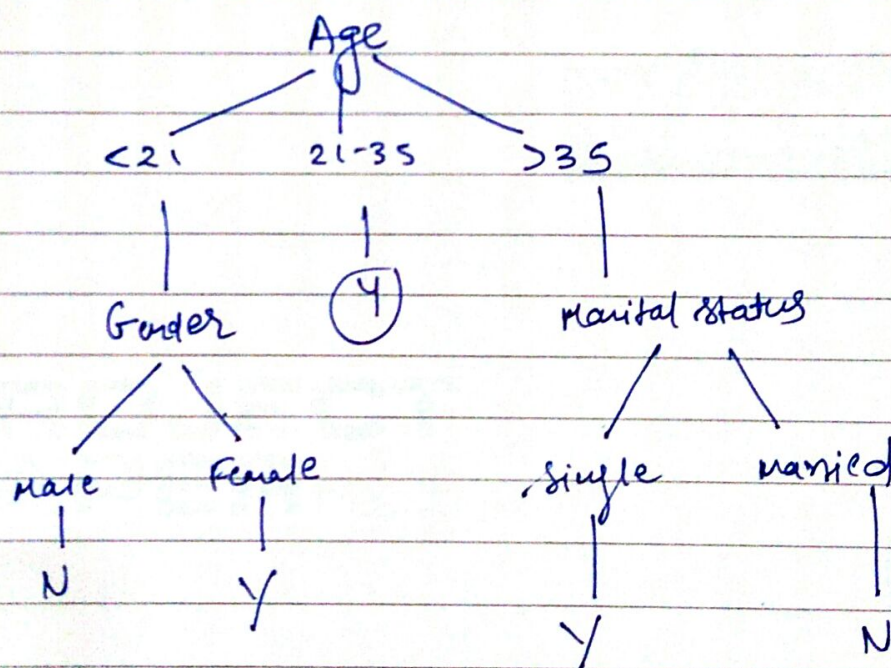 Age
<21 21-35 >35
Gender Y Marital status
Male Female Single Married
N Y Y N